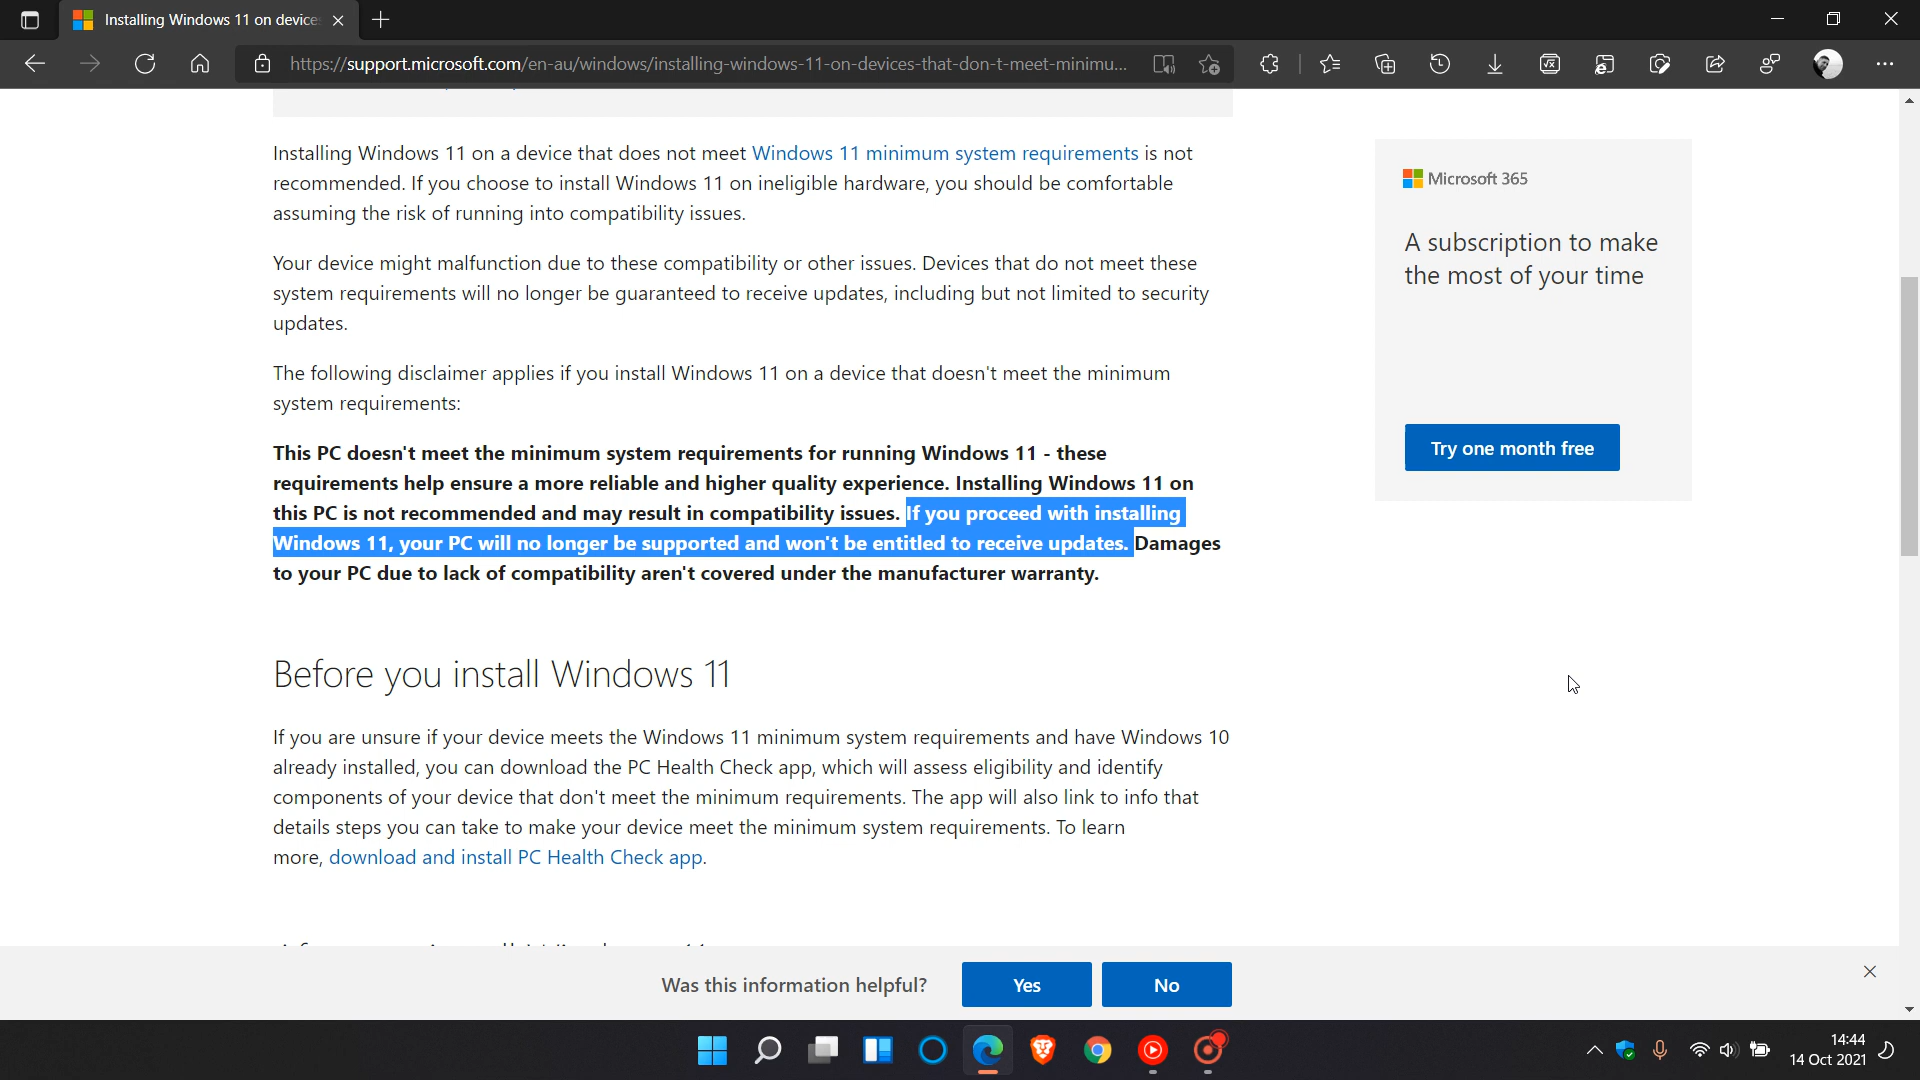 Installing Windows 11 on device
https://support.microsoft.com/en-au/windows/installing-windows-11-on-devices-that-don-t-meet-minimu...
Installing Windows 11 on a device that does not meet Windows 11 minimum system requirements is not
recommended. If you choose to install Windows 11 on ineligible hardware, you should be comfortable
assuming the risk of running into compatibility issues.
Your device might malfunction due to these compatibility or other issues. Devices that do not meet these
system requirements will no longer be guaranteed to receive updates, including but not limited to security
updates.
The following disclaimer applies if you install Windows 11 on a device that doesn't meet the minimum
system requirements:
This PC doesn't meet the minimum system requirements for running Windows 11 - these
requirements help ensure a more reliable and higher quality experience. Installing Windows 11 on
this PC is not recommended and may result in compatibility issues. If you proceed with installing
Windows 11, your PC will no longer be supported and won't be entitled to receive updates. Damages
to your PC due to lack of compatibility aren't covered under the manufacturer warranty.
Before you install Windows 11
If you are unsure if your device meets the Windows 11 minimum system requirements and have Windows 10
already installed, you can download the PC Health Check app, which will assess eligibility and identify
components of your device that don't meet the minimum requirements. The app will also link to info that
details steps you can take to make your device meet the minimum system requirements. To learn
more, download and install PC Health Check app.
Microsoft 365
A subscription to make
the most of your time
Try one month free
Was this information helpful?
Yes
No
14:44
14 Oct 2021